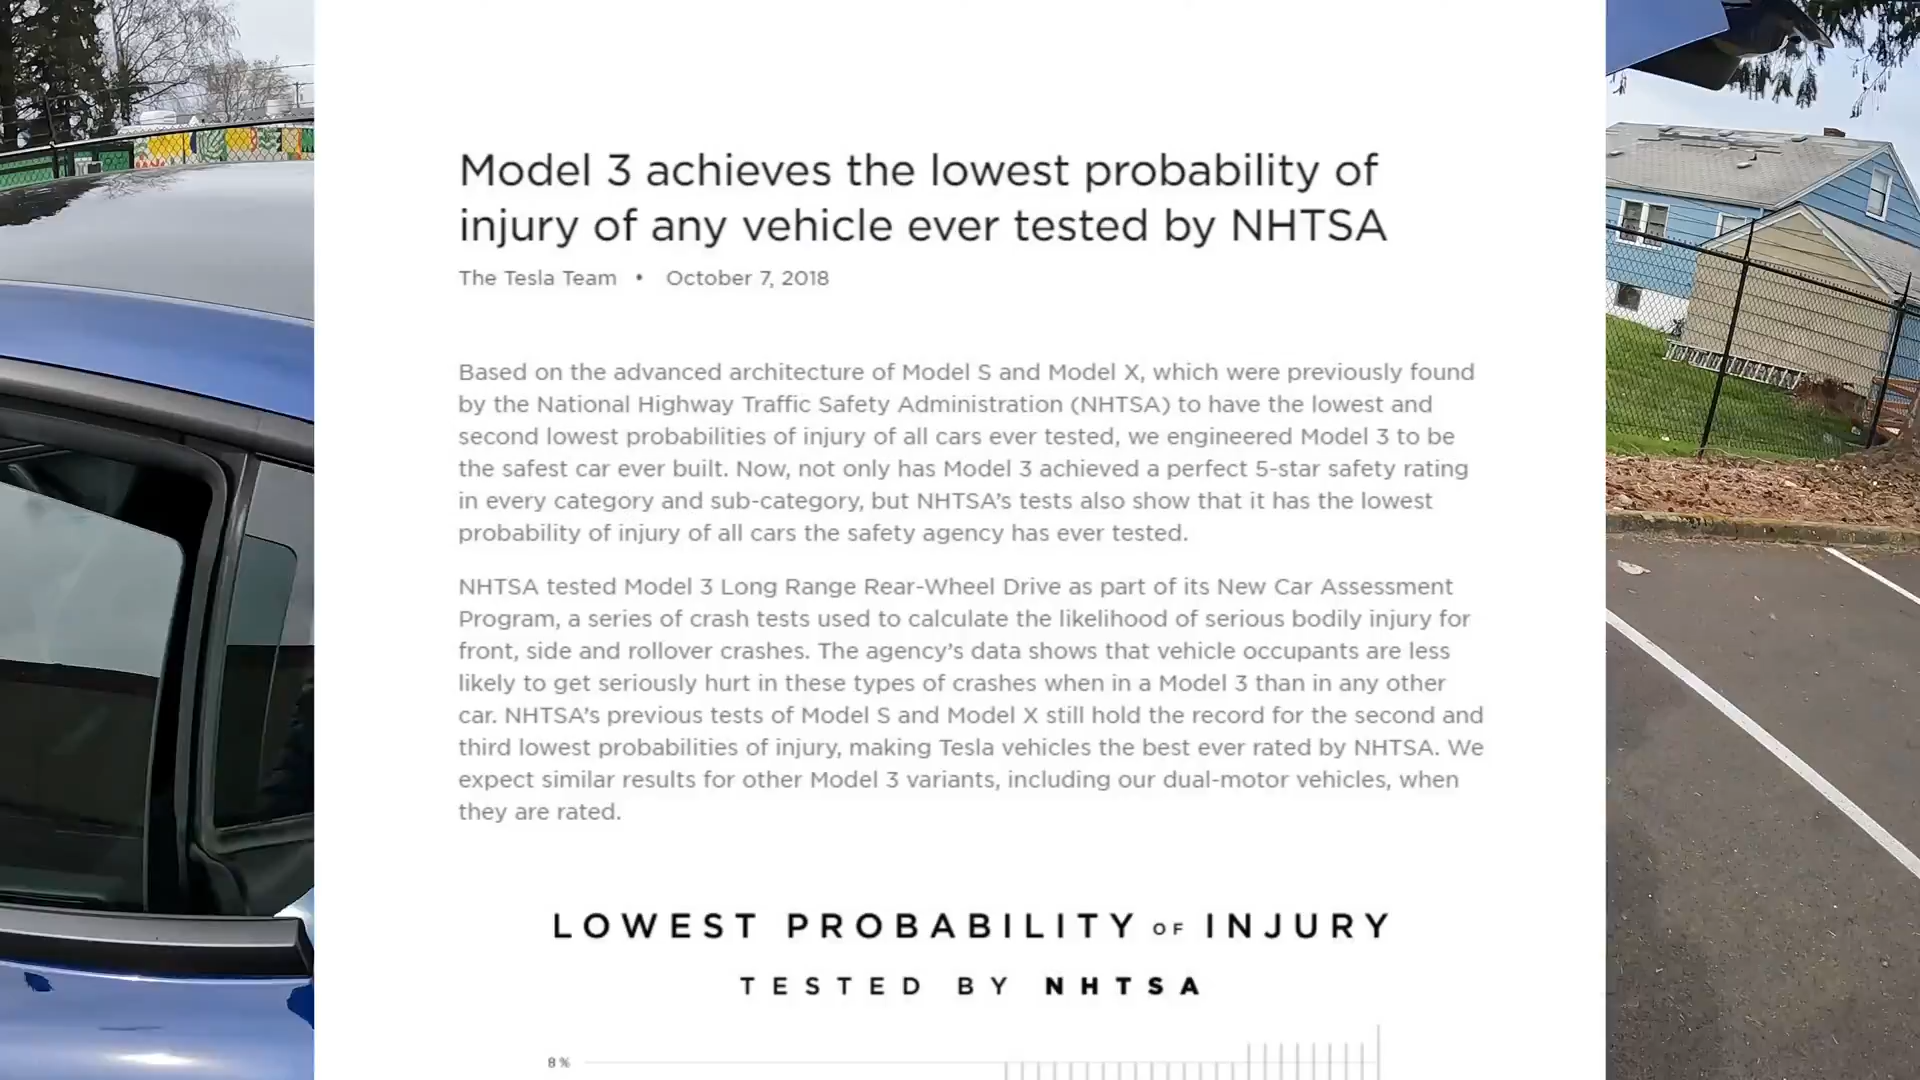 Model 3 achieves the lowest probability of
injury of any vehicle ever tested by NHTSA
The Tesla Team • October 7, 2018
Based on the advanced architecture of Model S and Model X, which were previously found
by the National Highway Traffic Safety Administration (NHTSA) to have the lowest and
second lowest probabilities of injury of all cars ever tested, we engineered Model 3 to be
the safest car ever built. Now, not only has Model 3 achieved a perfect 5-star safety rating
in every category and sub-category, but NHTSA’s tests also show that it has the lowest
probability of injury of all cars the safety agency has ever tested.
NHTSA tested Model 3 Long Range Rear-Wheel Drive as part of its New Car Assessment
Program, a series of crash tests used to calculate the likelihood of serious bodily injury for
front, side and rollover crashes. The agency’s data shows that vehicle occupants are less
likely to get seriously hurt in these types of crashes when in a Model 3 than in any other
car. NHTSA’s previous tests of Model S and Model X still hold the record for the second and
third lowest probabilities of injury, making Tesla vehicles the best ever rated by NHTSA. We
expect similar results for other Model 3 variants, including our dual-motor vehicles, when
they are rated.
LOWEST PROBABILITY OF INJURY
TESTED BY NHTSA
8%